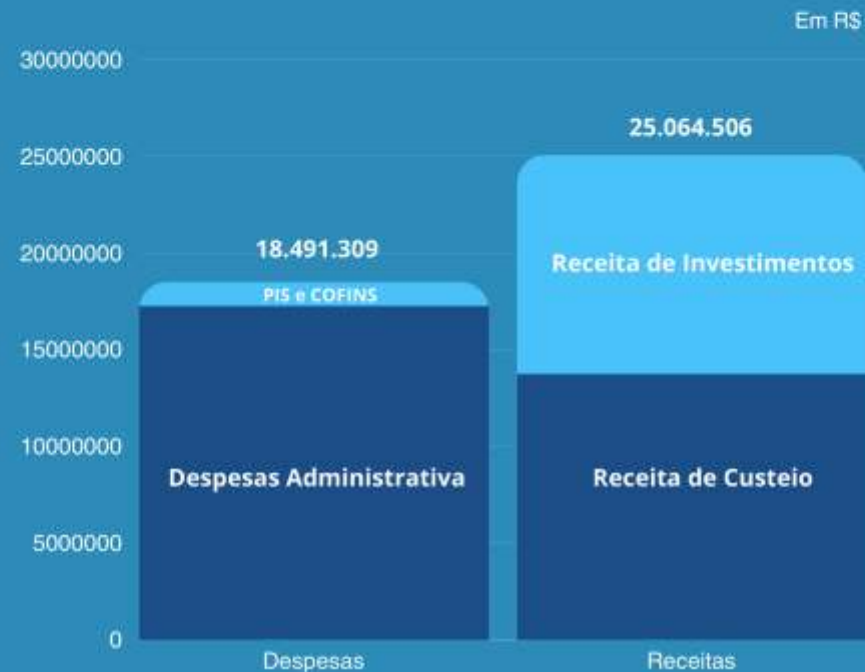 Em R$
30000000
25.064.506
25000000
Receita de Investimentos
20000000
18.491.309
PIS e COFINS
15000000
10000000
Despesas Administrativa
Receita de Custeio
5000000
0
Despesas
Receitas